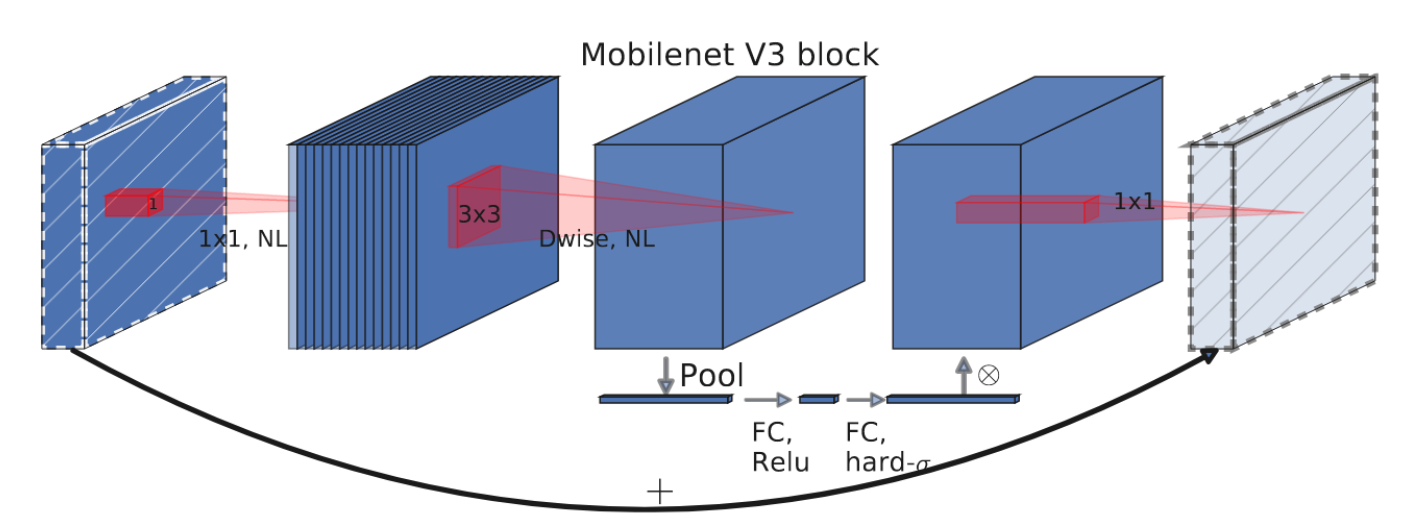 Mobilenet V3 block
1
1x1, NL
3x3
Dwise, NL
1x1
Pool
⊗
FC,
Relu
FC,
hard-σ
+